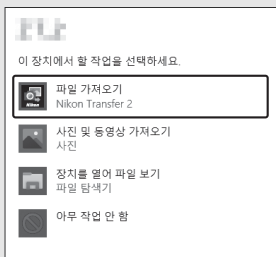 이 장치에서 할 작업을 선택하세요.
파일 가져오기
Nikon Transfer 2
사진 및 동영상 가져오기
사진
장치를 열어 파일 보기
파일 탐색기
아무 작업 안 함